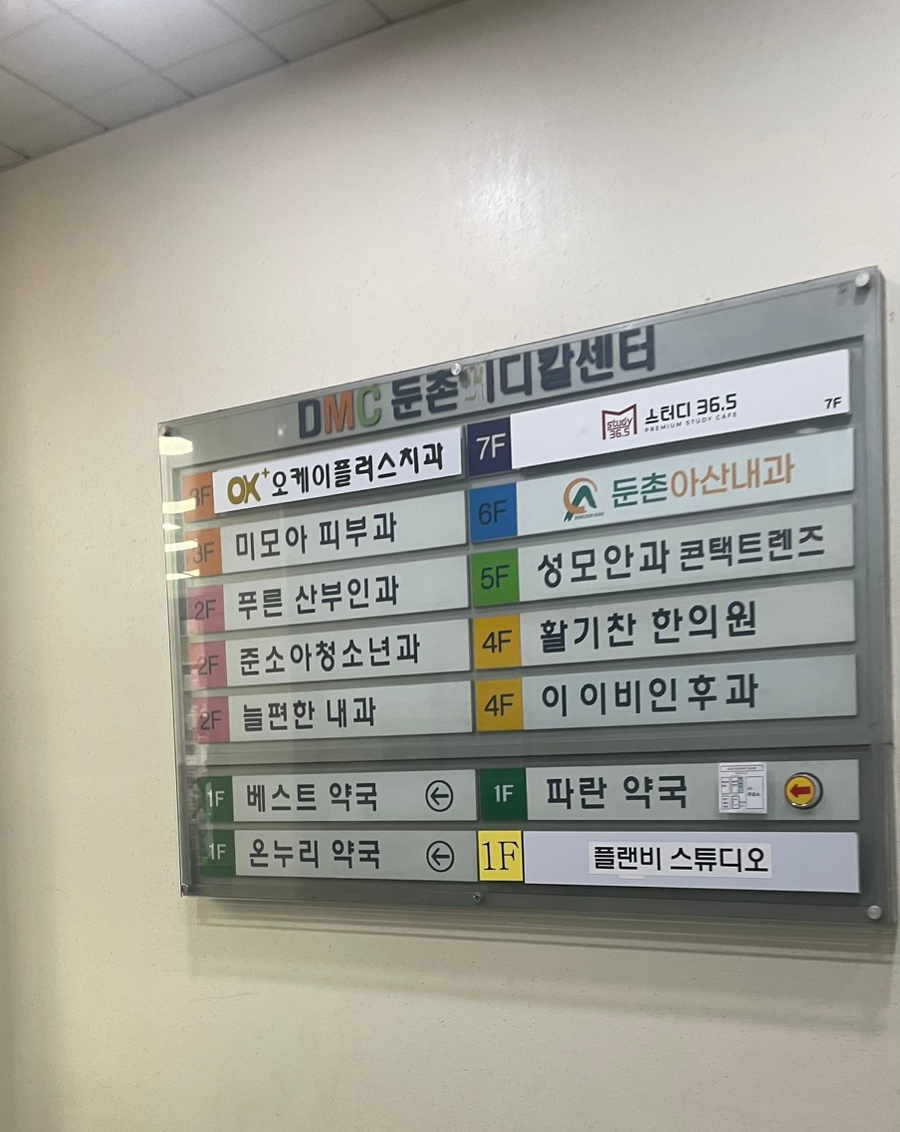 DMC 둔촌메디칼센터
3F OK+ 오케이플러스치과
3F 미모아 피부과
2F 푸른 산부인과
2F 준소아청소년과
2F 늘편한 내과
7F study 36.5 스터디 36.5 PREMIUM STUDY CAFE 7F
6F 둔촌아산내과
5F 성모안과 콘택트렌즈
4F 활기찬 한의원
4F 이이비인후과
1F 베스트 약국
1F 온누리 약국
1F 파란 약국
1F 플랜비 스튜디오